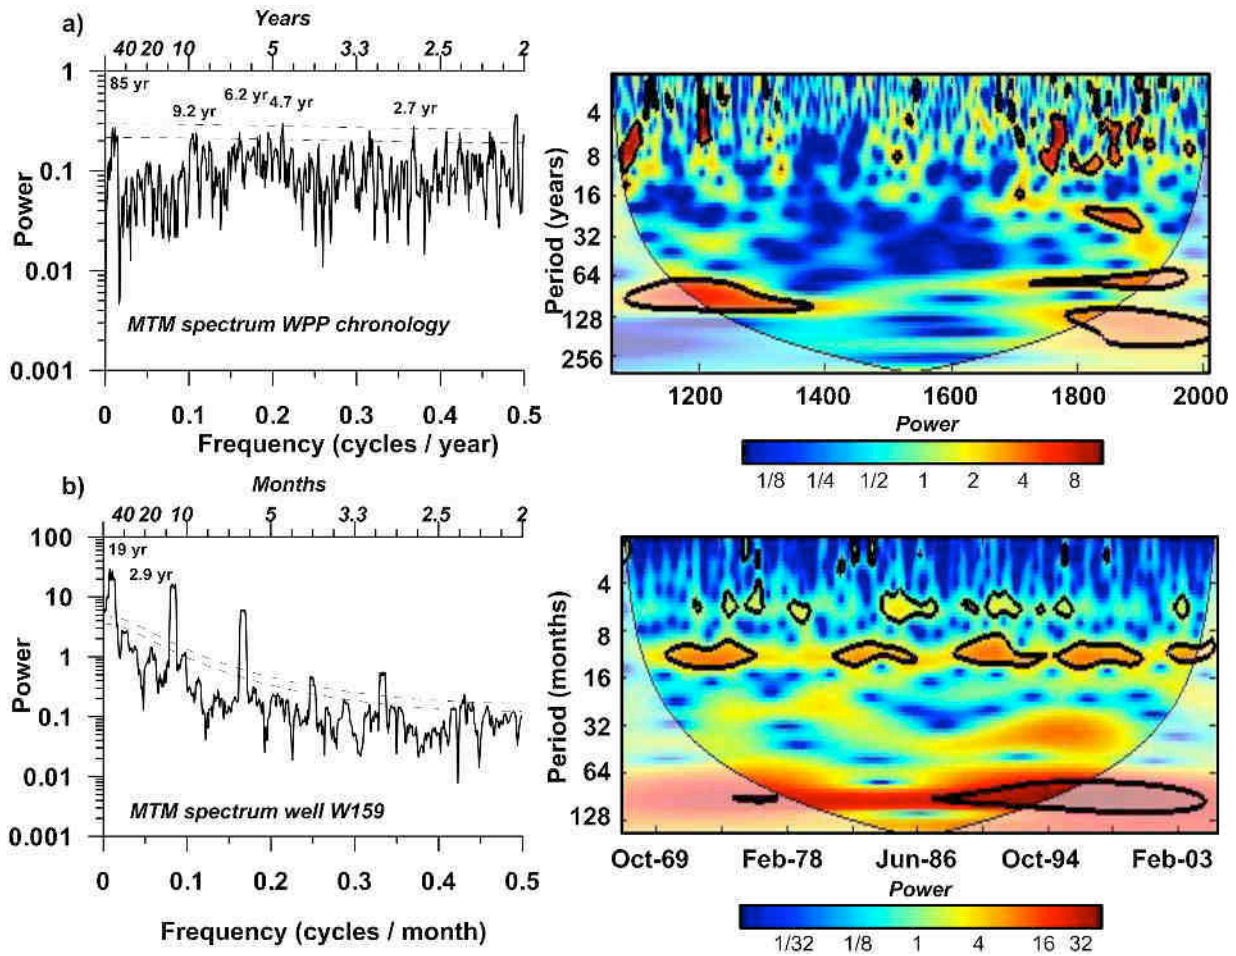 a)
Years
40 20 10 5 3.3 2.5 2
1
0.1
0.01
0.001
Power
85 yr
9.2 yr
6.2 yr
4.7 yr
2.7 yr
MTM spectrum WPP chronology
0 0.1 0.2 0.3 0.4 0.5
Frequency (cycles / year)
Period (years)
4
8
16
32
64
128
256
1200 1400 1600 1800 2000
Power
1/8 1/4 1/2 1 2 4 8
b)
Months
40 20 10 5 3.3 2.5 2
100
10
1
0.1
0.01
0.001
Power
19 yr
2.9 yr
MTM spectrum well W159
0 0.1 0.2 0.3 0.4 0.5
Frequency (cycles / month)
Period (months)
4
8
16
32
64
128
Oct-69 Feb-78 Jun-86 Oct-94 Feb-03
Power
1/32 1/8 1 4 16 32